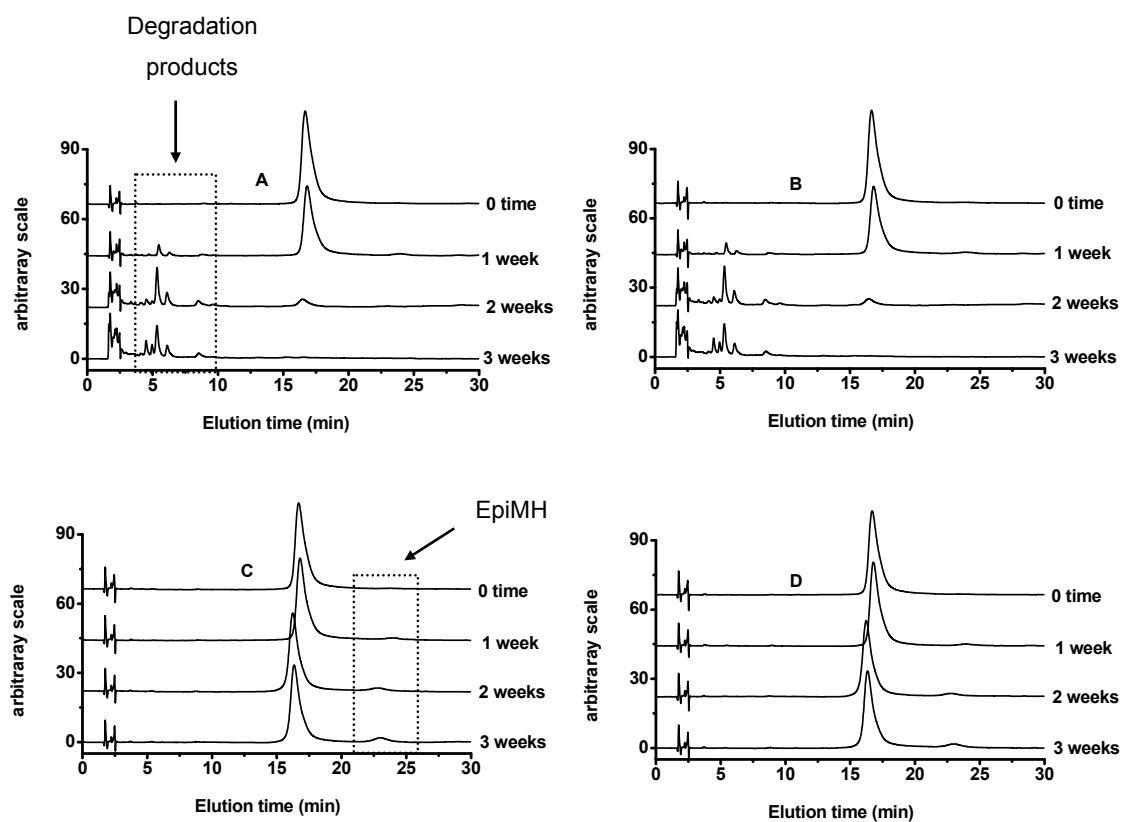 Degradation
products
90
60
30
0
arbitraray scale
A
0 time
1 week
2 weeks
3 weeks
0 5 10 15 20 25 30
Elution time (min)
90
60
30
0
arbitraray scale
B
0 time
1 week
2 weeks
3 weeks
0 5 10 15 20 25 30
Elution time (min)
EpiMH
90
60
30
0
arbitraray scale
C
0 time
1 week
2 weeks
3 weeks
0 5 10 15 20 25 30
Elution time (min)
90
60
30
0
arbitraray scale
D
0 time
1 week
2 weeks
3 weeks
0 5 10 15 20 25 30
Elution time (min)